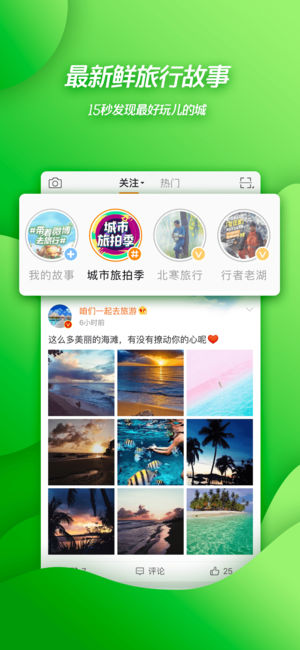 最新鲜旅行故事
15秒发现最好玩儿的城
关注 热门
#带着微博
去旅行#
城市
旅拍季
我的故事 城市旅拍季 北寒旅行 行者老湖
咱们一起去旅游
6小时前
这么多美丽的海滩，有没有撩动你的心呢
7 评论 25